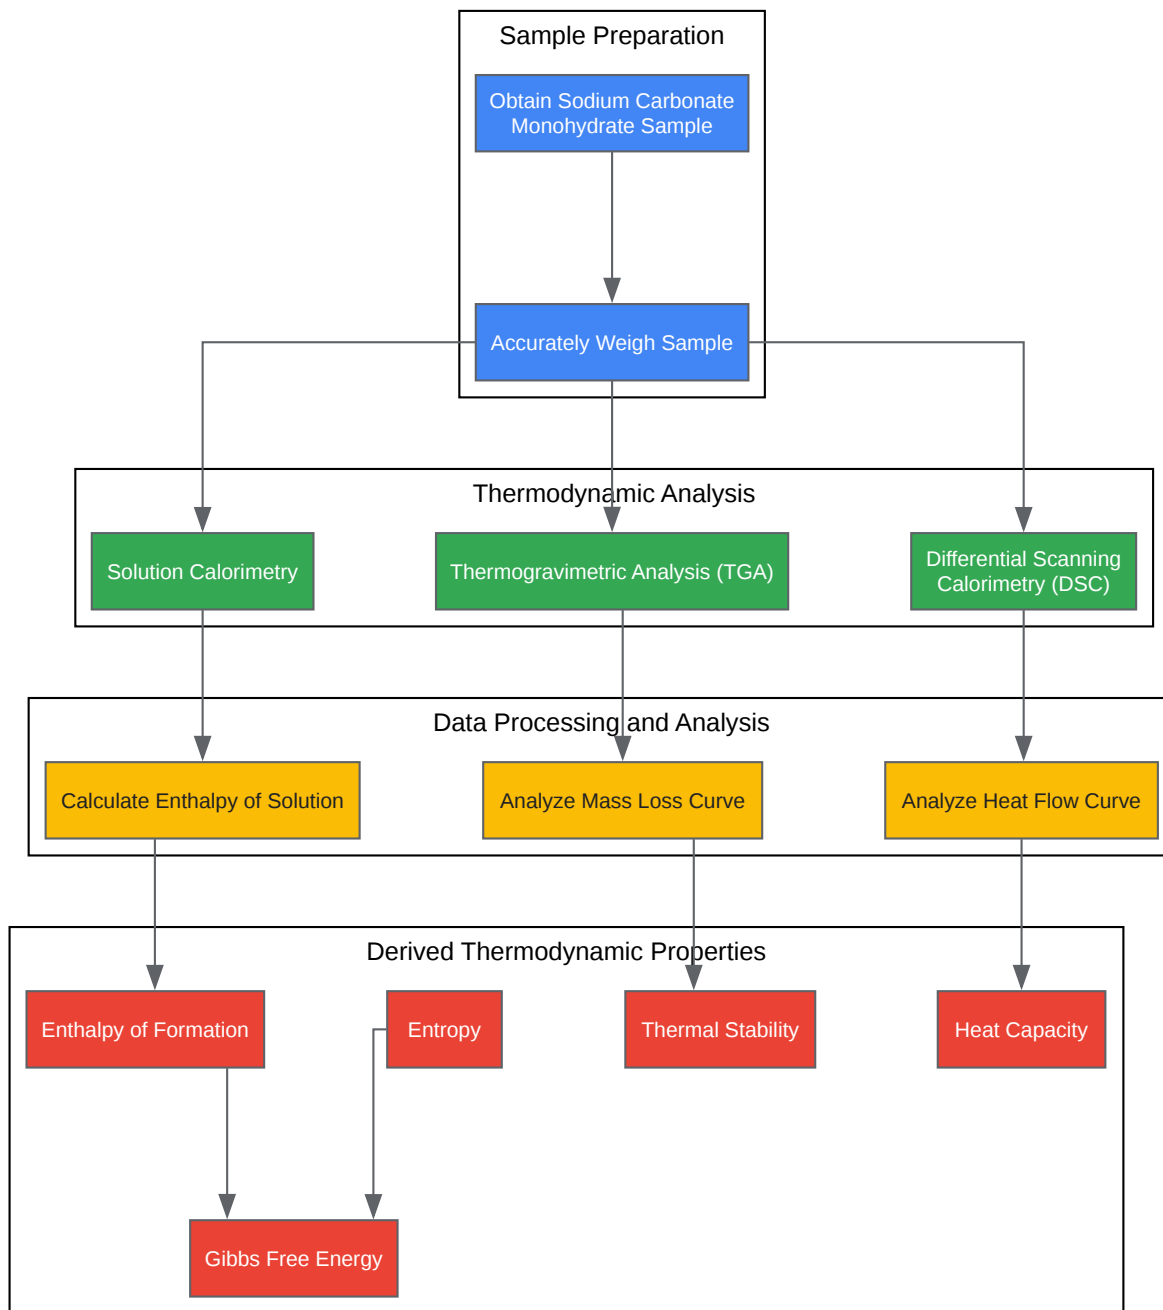 Sample Preparation
Obtain Sodium Carbonate
Monohydrate Sample
Accurately Weigh Sample
Thermodynamic Analysis
Solution Calorimetry
Thermogravimetric Analysis (TGA)
Differential Scanning
Calorimetry (DSC)
Data Processing and Analysis
Calculate Enthalpy of Solution
Analyze Mass Loss Curve
Analyze Heat Flow Curve
Derived Thermodynamic Properties
Enthalpy of Formation
Entropy
Thermal Stability
Heat Capacity
Gibbs Free Energy